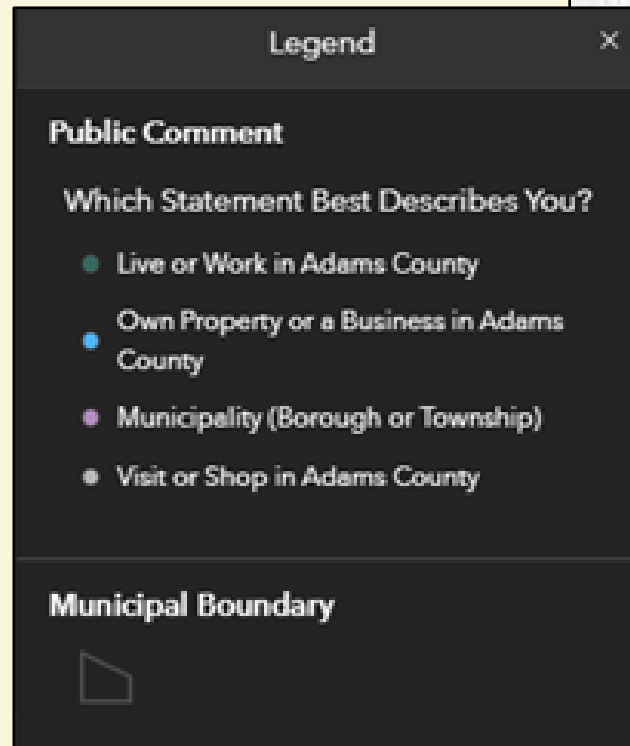 Legend ×
Public Comment
Which Statement Best Describes You?
Live or Work in Adams County
Own Property or a Business in Adams
County
Municipality (Borough or Township)
Visit or Shop in Adams County
Municipal Boundary